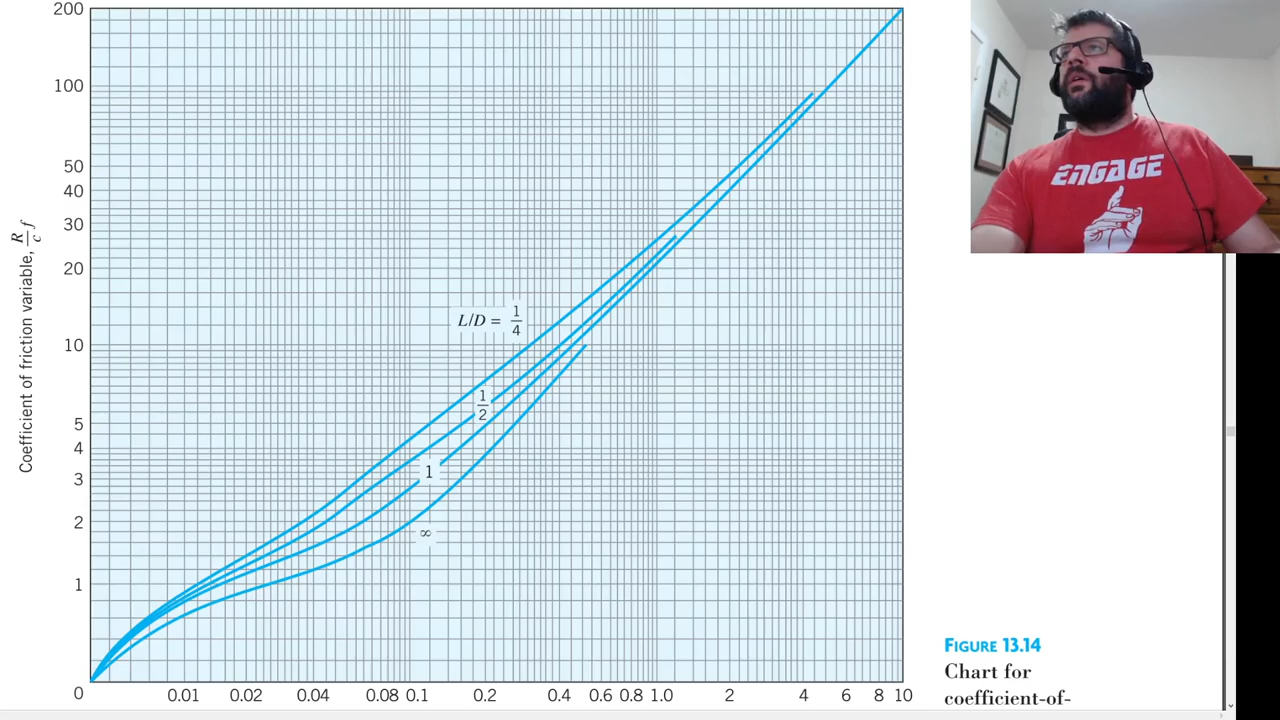 200
100
50
40
30
20
10
5
4
3
2
1
0
Coefficient of friction variable, R/c f
L/D = 1/4
1/2
1
∞
0.01 0.02 0.04 0.08 0.1 0.2 0.4 0.6 0.8 1.0 2 4 6 8 10
ENGAGE
FIGURE 13.14
Chart for
coefficient-of-